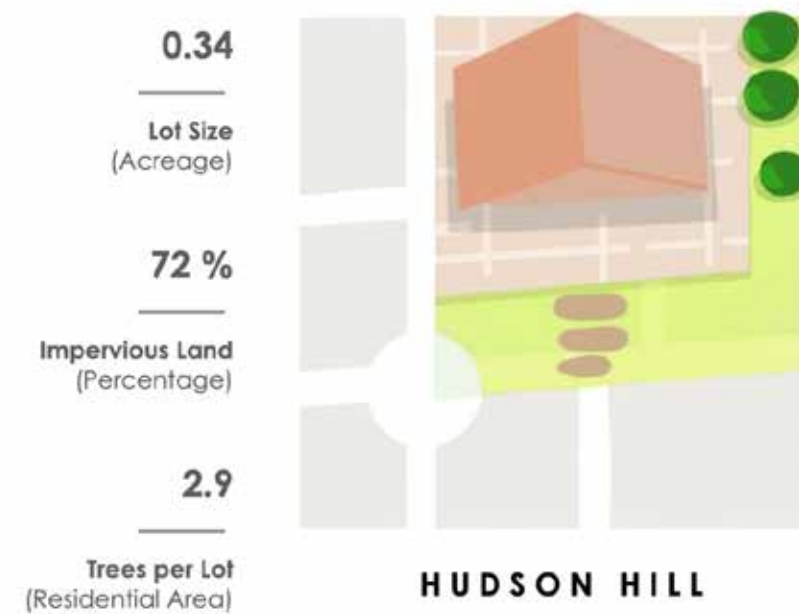 0.34
Lot Size
(Acreage)
72 %
Impervious Land
(Percentage)
2.9
Trees per Lot
(Residential Area)
HUDSON HILL